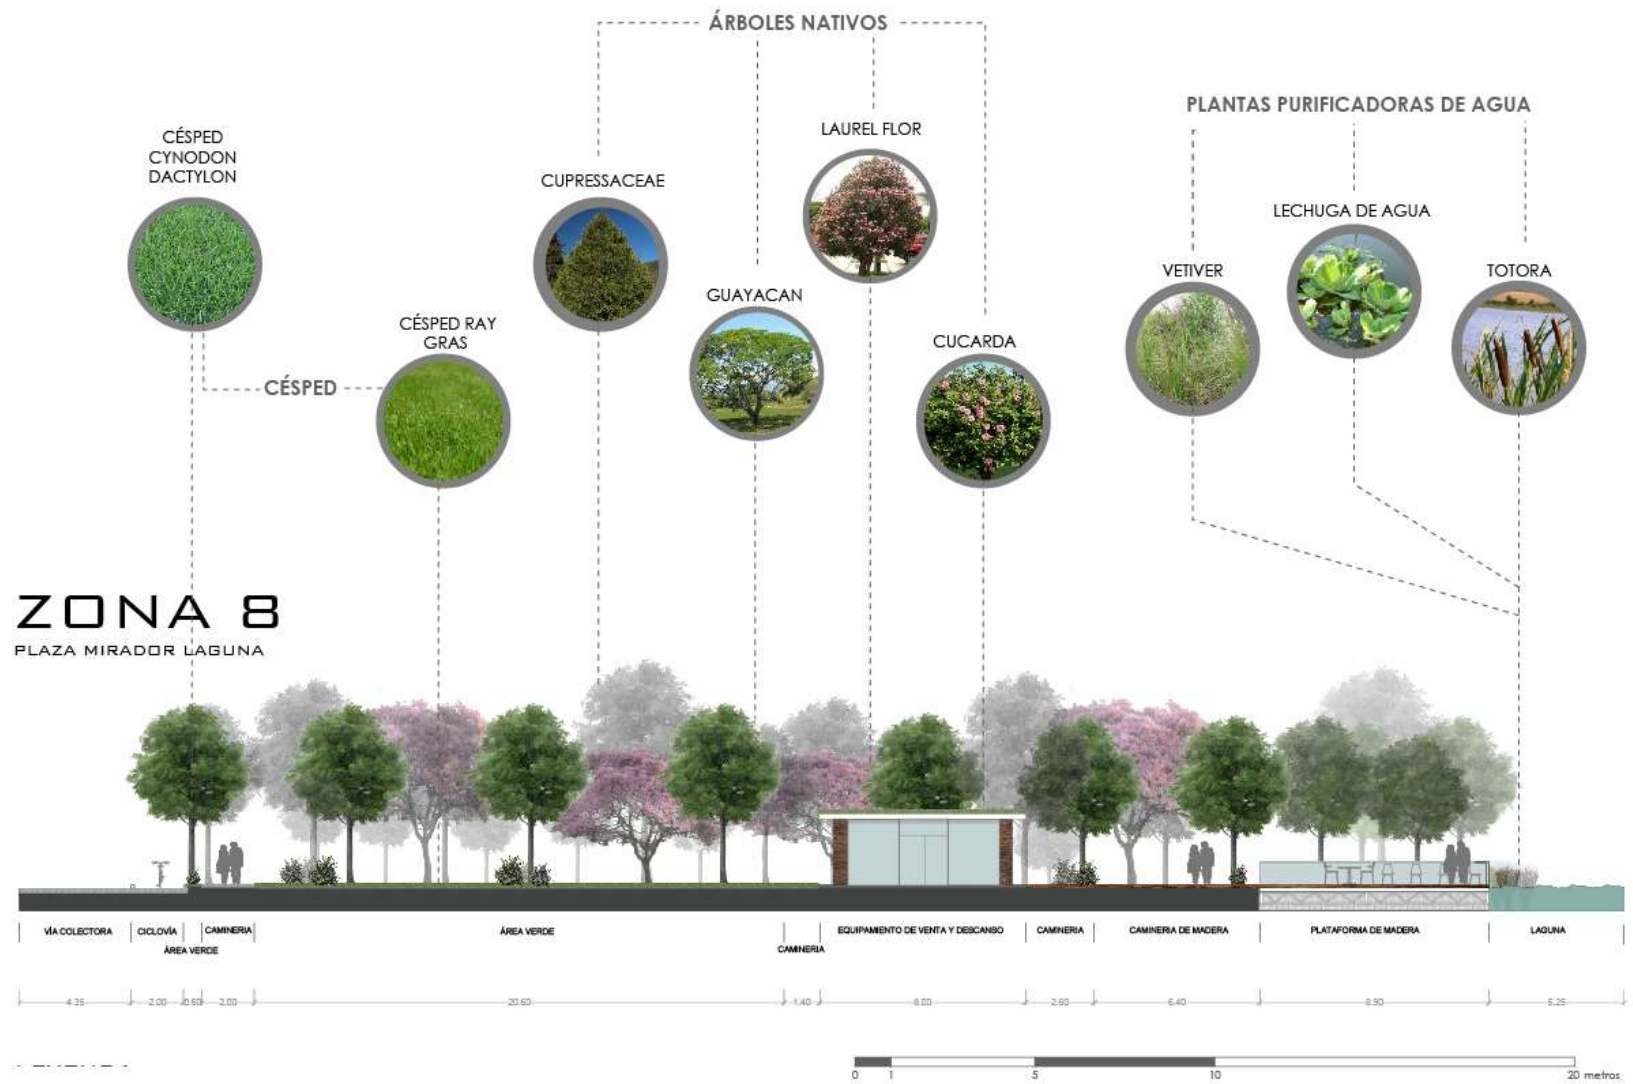 ÁRBOLES NATIVOS
PLANTAS PURIFICADORAS DE AGUA
CÉSPED
CYNODON
DACTYLON
LAUREL FLOR
CUPRESSACEAE
LECHUGA DE AGUA
VETIVER
TOTORA
GUAYACAN
CÉSPED RAY
GRAS
CUCARDA
CÉSPED
ZONA 8
PLAZA MIRADOR LAGUNA
VÍA COLECTORA
CICLOVÍA
ÁREA VERDE
CAMINERIA
ÁREA VERDE
CAMINERIA
EQUIPAMIENTO DE VENTA Y DESCANSO
CAMINERIA
CAMINERIA DE MADERA
PLATAFORMA DE MADERA
LAGUNA
4.35 2.00 2.00 20.60 1.40 8.00 2.60 6.40 8.90 5.25
0 1 5 10 20 metros